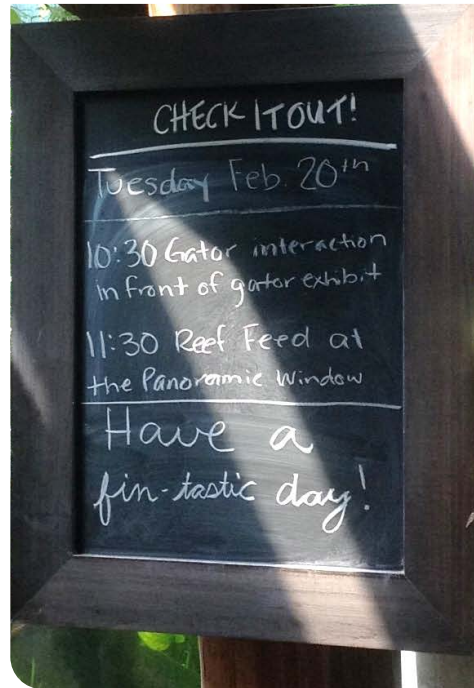 CHECK IT OUT!
Tuesday Feb. 20th
10:30 Gator interaction
in front of gator exhibit
11:30 Reef Feed at
the Panoramic Window
Have a
fin-tastic day!